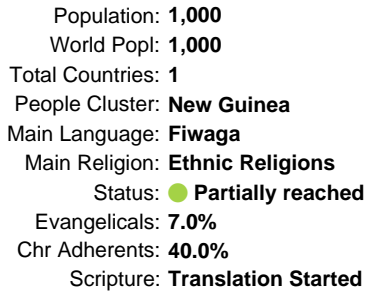 Population: 1,000
World Popl: 1,000
Total Countries: 1
People Cluster: New Guinea
Main Language: Fiwaga
Main Religion: Ethnic Religions
Status: Partially reached
Evangelicals: 7.0%
Chr Adherents: 40.0%
Scripture: Translation Started